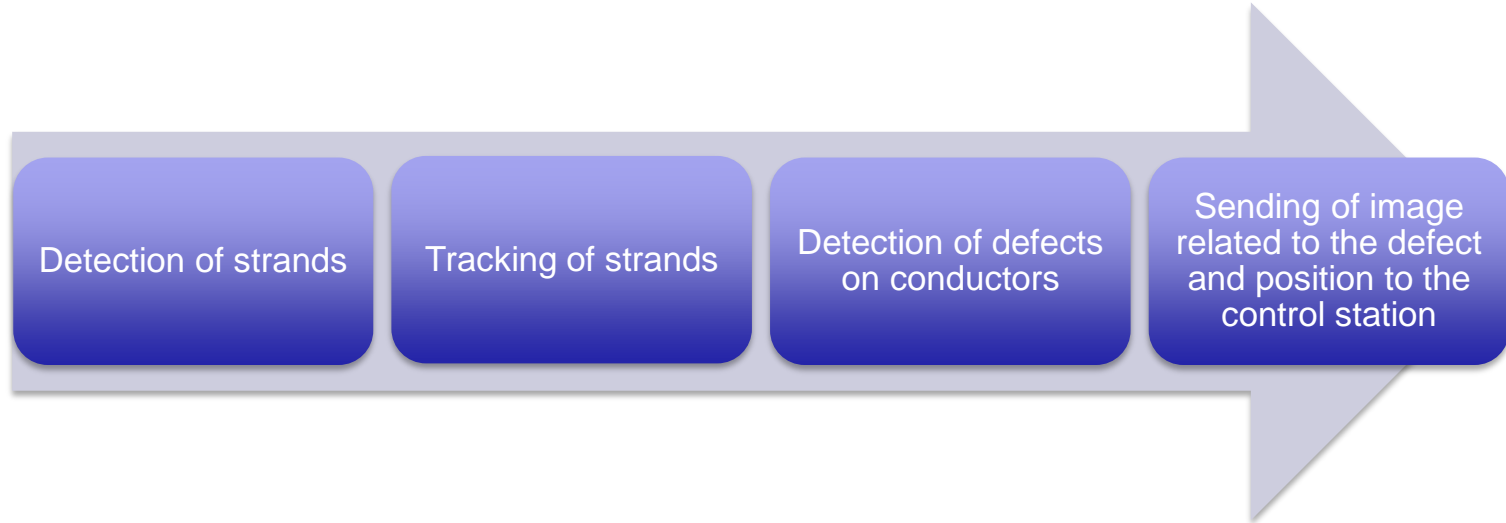 Detection of strands
Tracking of strands
Detection of defects
on conductors
Sending of image
related to the defect
and position to the
control station